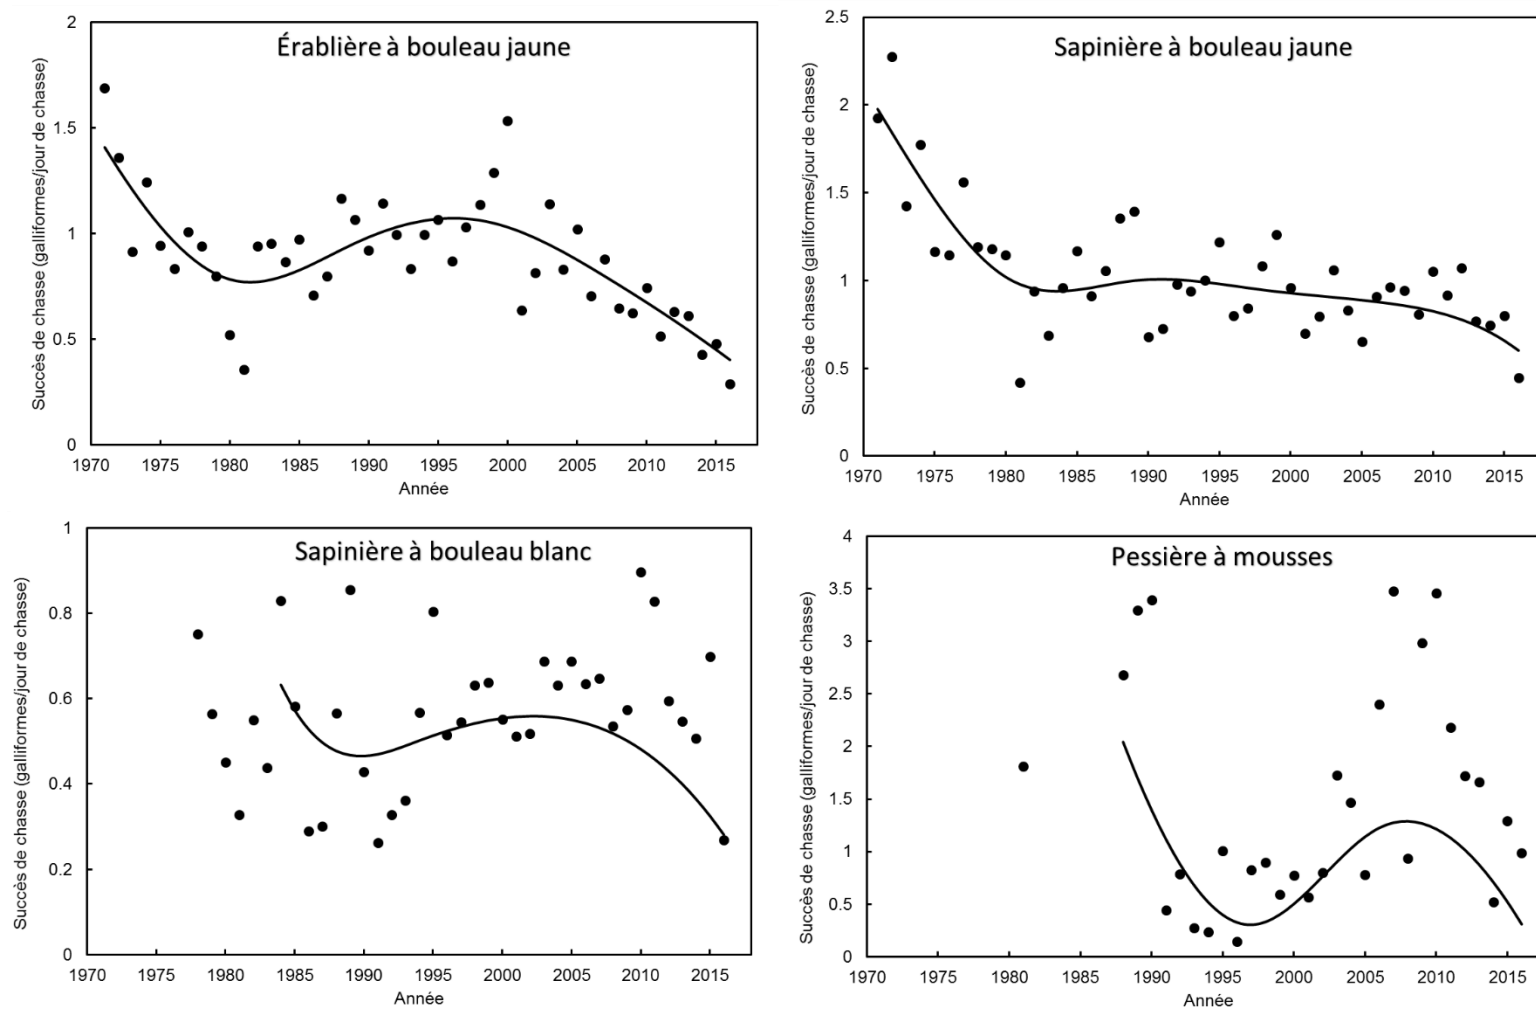 Érablière à bouleau jaune
Succès de chasse (galliformes/jour de chasse)
2
1.5
1
0.5
0
1970 1975 1980 1985 1990 1995 2000 2005 2010 2015
Année
Sapinière à bouleau jaune
Succès de chasse (galliformes/jour de chasse)
2.5
2
1.5
1
0.5
0
1970 1975 1980 1985 1990 1995 2000 2005 2010 2015
Année
Sapinière à bouleau blanc
Succès de chasse (galliformes/jour de chasse)
1
0.8
0.6
0.4
0.2
0
1970 1975 1980 1985 1990 1995 2000 2005 2010 2015
Année
Pessière à mousses
Succès de chasse (galliformes/jour de chasse)
4
3.5
3
2.5
2
1.5
1
0.5
0
1970 1975 1980 1985 1990 1995 2000 2005 2010 2015
Année